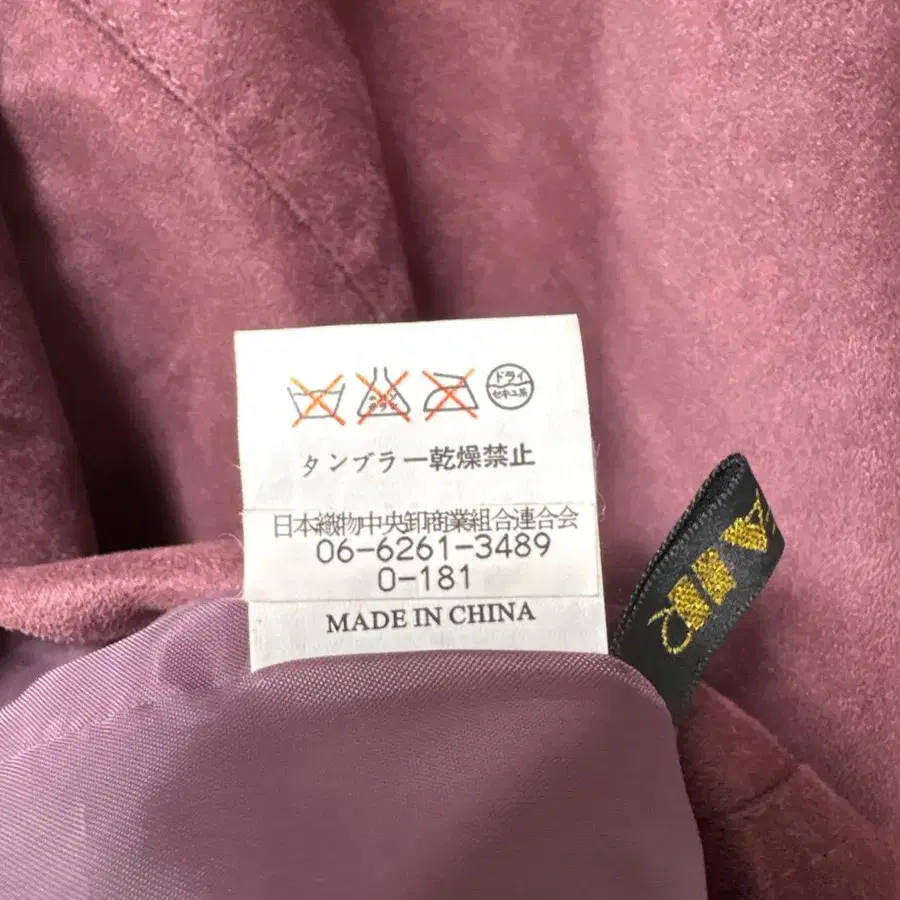 ドライ
セキユ系
タンブラー乾燥禁止
日本織物中央卸商業組合連合会
06-6261-3489
0-181
MADE IN CHINA